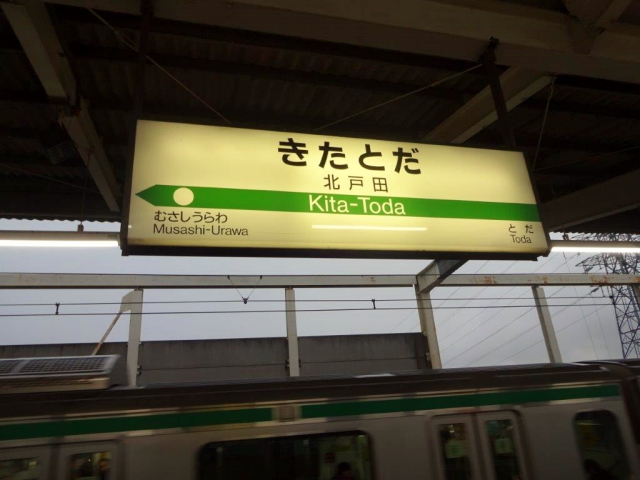 きたとだ
北戸田
Kita-Toda
むさしうらわ
Musashi-Urawa
とだ
Toda